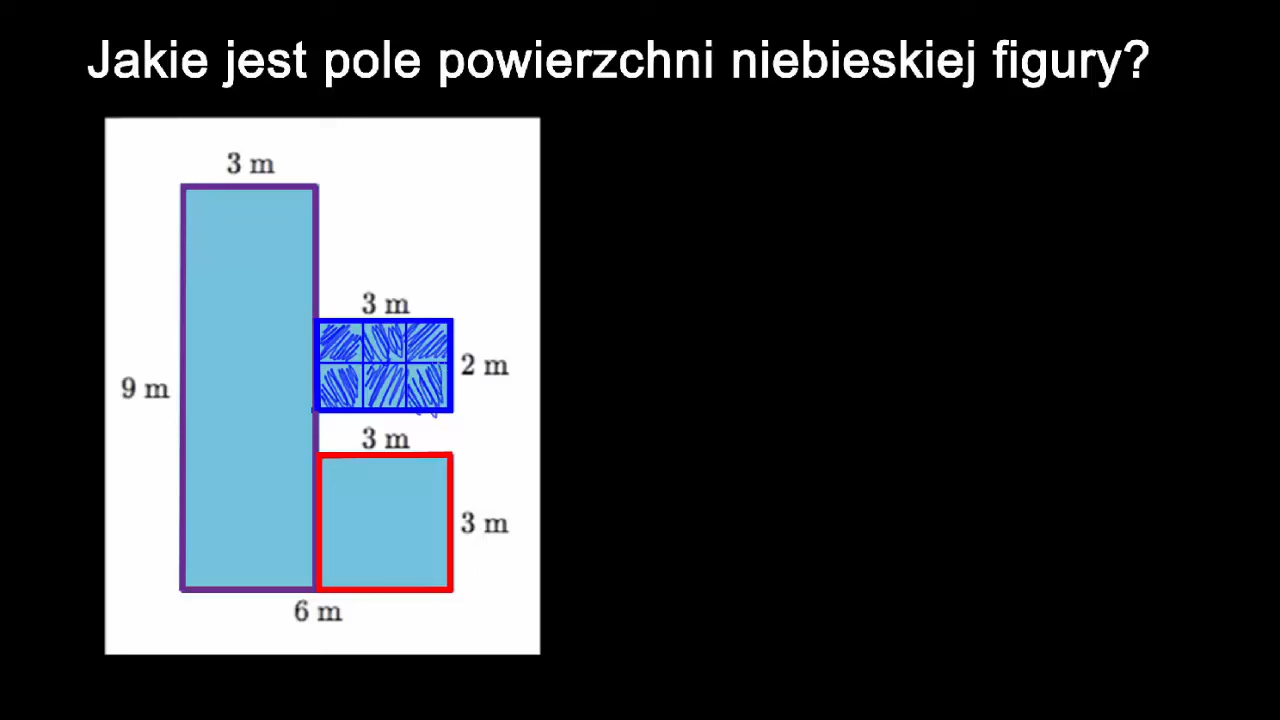 Jakie jest pole powierzchni niebieskiej figury?
3 m
3 m
2 m
9 m
3 m
3 m
6 m